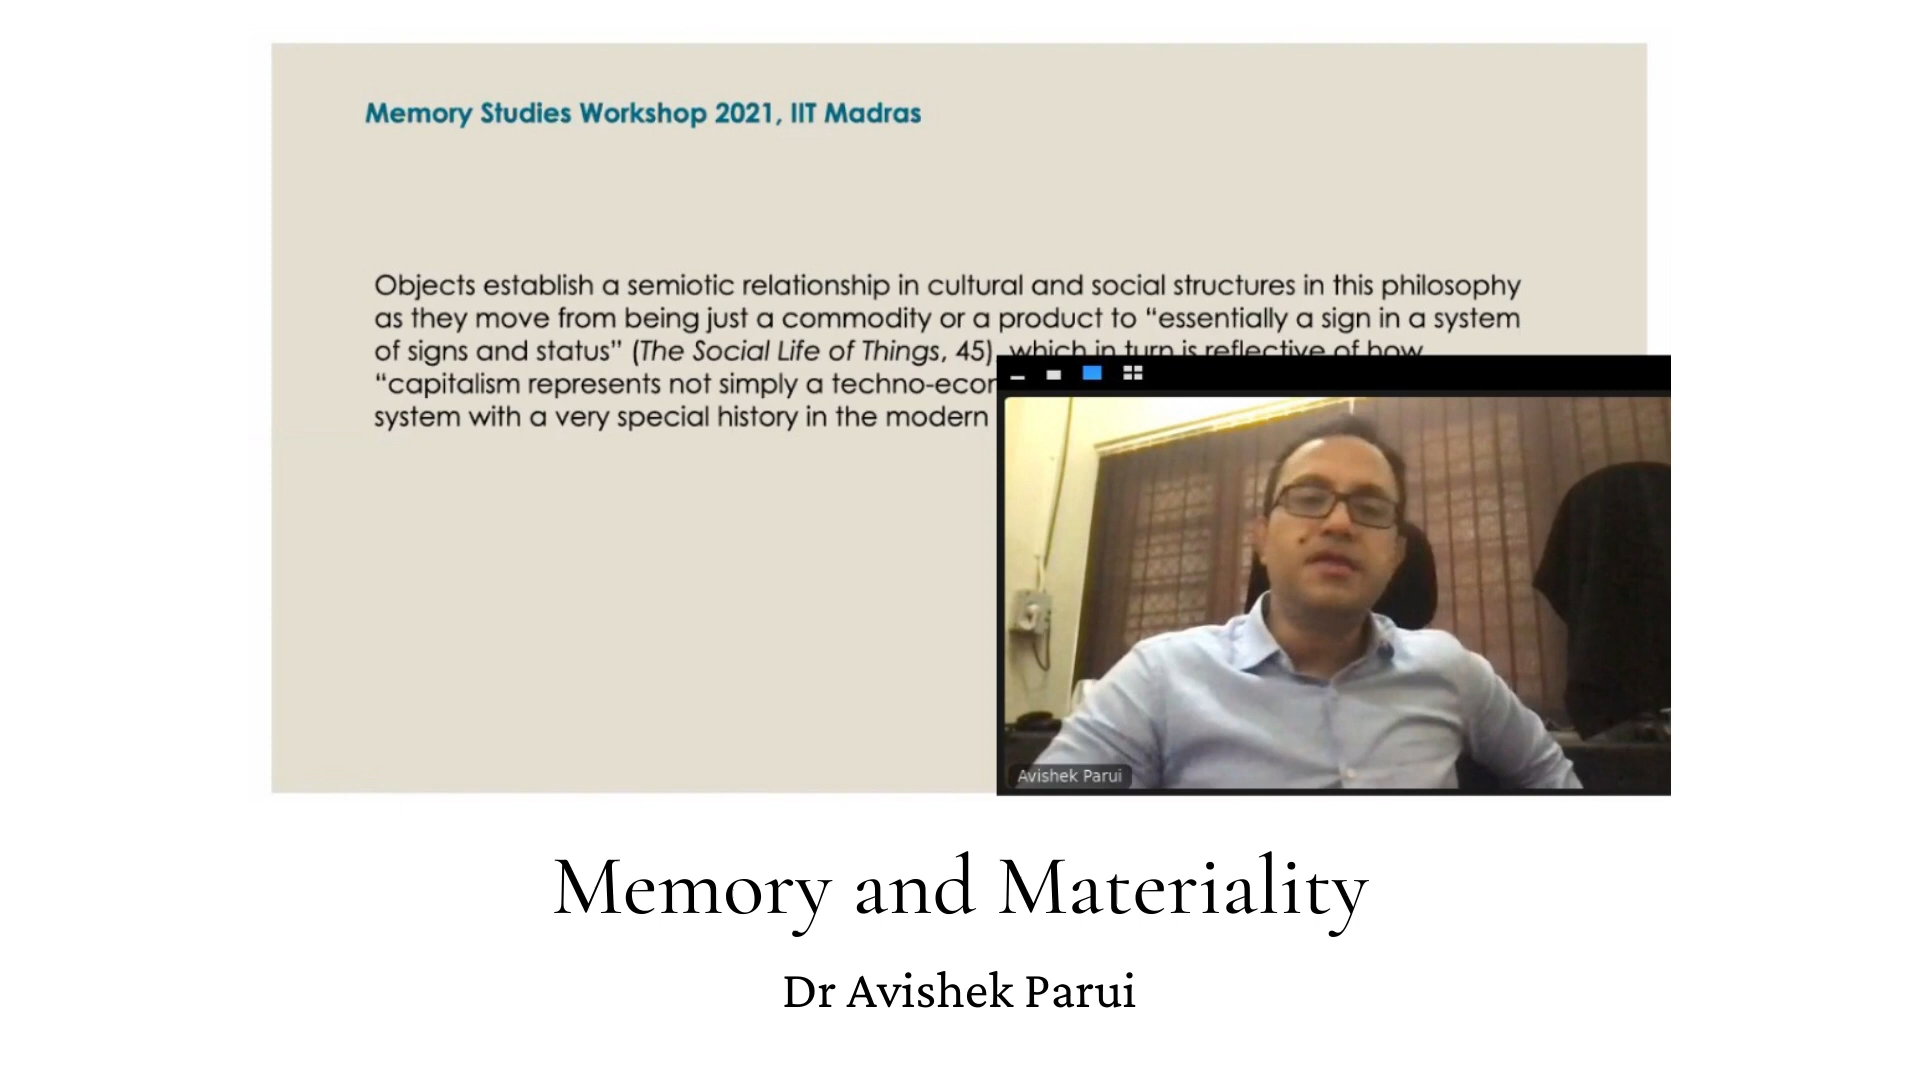 Memory Studies Workshop 2021, IIT Madras
Objects establish a semiotic relationship in cultural and social structures in this philosophy
as they move from being just a commodity or a product to “essentially a sign in a system
of signs and status” (The Social Life of Things, 45), which in turn is reflective of how
“capitalism represents not simply a techno-econ
system with a very special history in the modern
Avishek Parui
Memory and Materiality
Dr Avishek Parui